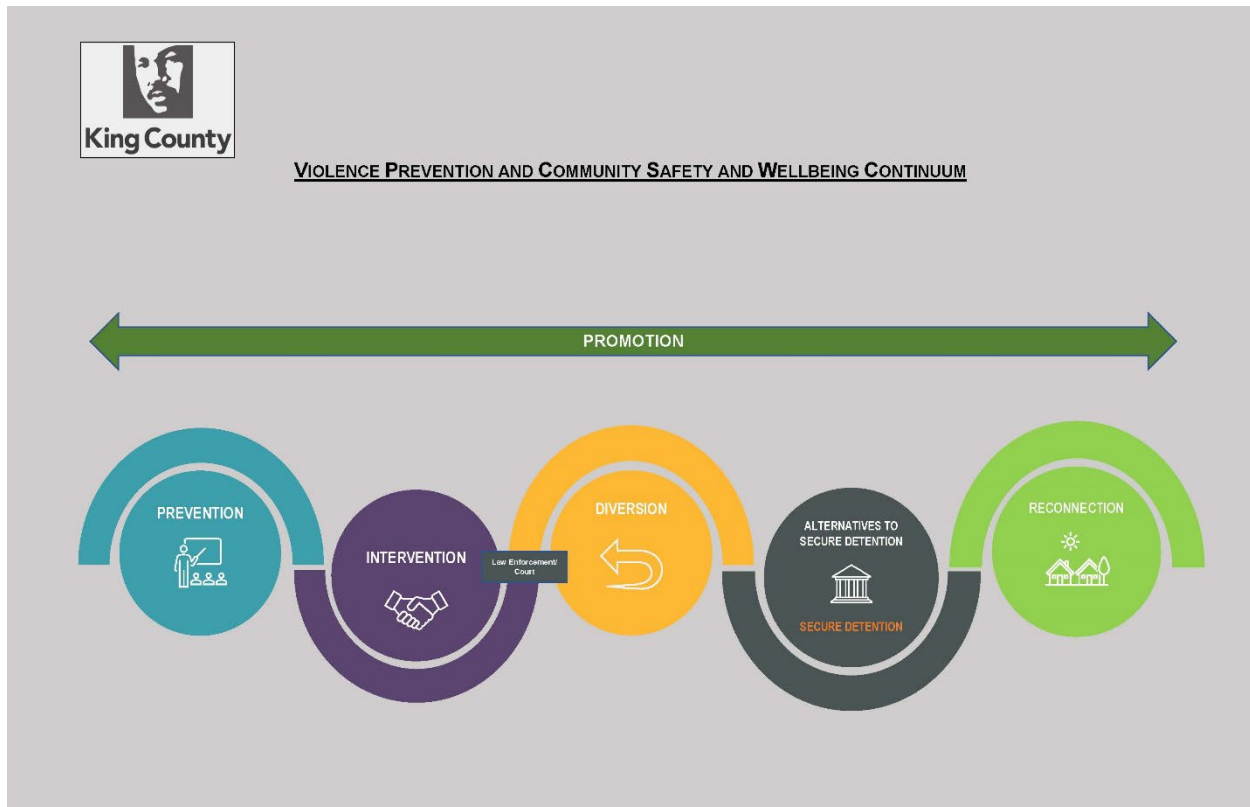 King County
VIOLENCE PREVENTION AND COMMUNITY SAFETY AND WELLBEING CONTINUUM
PROMOTION
PREVENTION
INTERVENTION
Law Enforcement/
Court
DIVERSION
ALTERNATIVES TO
SECURE DETENTION
SECURE DETENTION
RECONNECTION